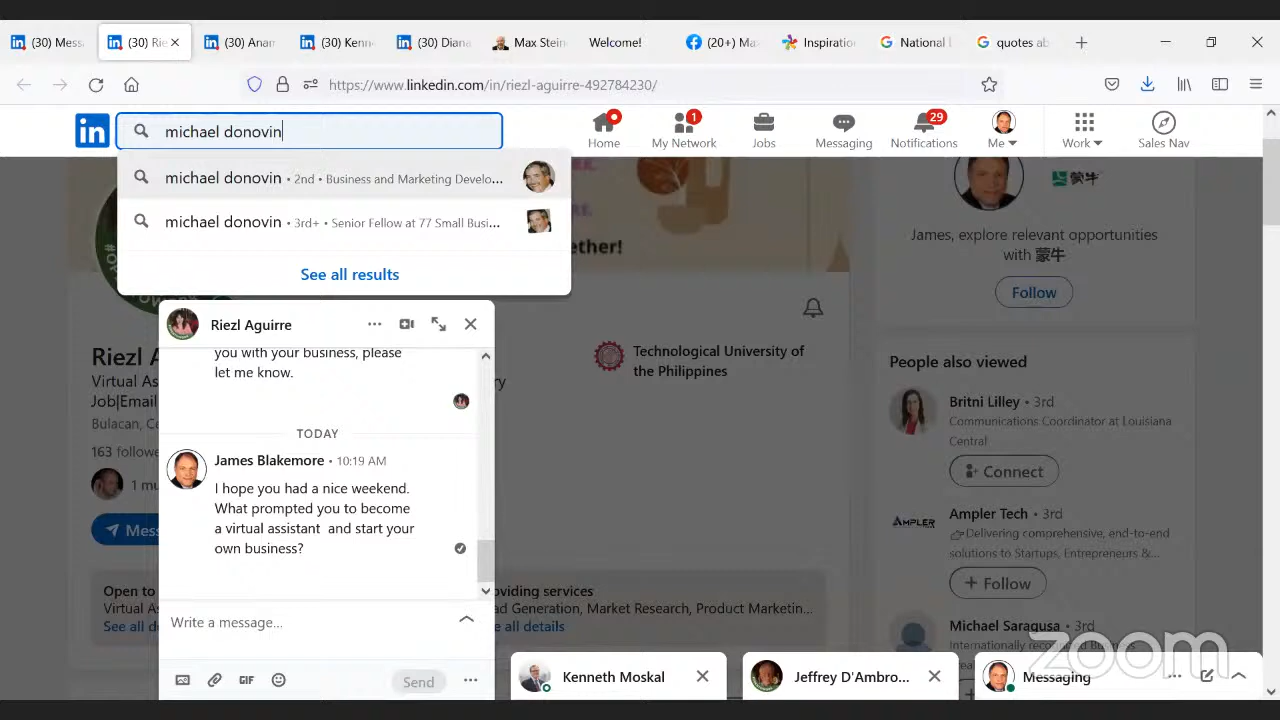 (30) Mess
(30) Rie
(30) Anam
(30) Kenn
(30) Diana
Max Stein
Welcome!
(20+) Ma
Inspiratio
National
quotes ab
https://www.linkedin.com/in/riezl-aguirre-492784230/
in
michael donovin
Home
1
My Network
Jobs
Messaging
29
Notifications
Me
Work
Sales Nav
michael donovin • 2nd • Business and Marketing Develo...
michael donovin • 3rd+ • Senior Fellow at 77 Small Busi...
See all results
ether!
蒙牛
James, explore relevant opportunities
with 蒙牛
Follow
Riezl A
Virtual As
Job|Email
ry
Bulacan, Ce
163 followe
1 mu
Mess
Technological University of
the Philippines
Riezl Aguirre
you with your business, please
let me know.
TODAY
James Blakemore • 10:19 AM
I hope you had a nice weekend.
What prompted you to become
a virtual assistant and start your
own business?
Write a message...
GIF
Send
Open to
Virtual As
See all de
oviding services
ad Generation, Market Research, Product Marketin...
e all details
People also viewed
Britni Lilley • 3rd
Communications Coordinator at Louisiana
Central
Connect
AMPLER
Ampler Tech • 3rd
Delivering comprehensive, end-to-end
solutions to Startups, Entrepreneurs &...
Follow
Michael Saragusa • 3rd
Internationally recognized Business
Kenneth Moskal
Jeffrey D'Ambro...
Messaging
zoom